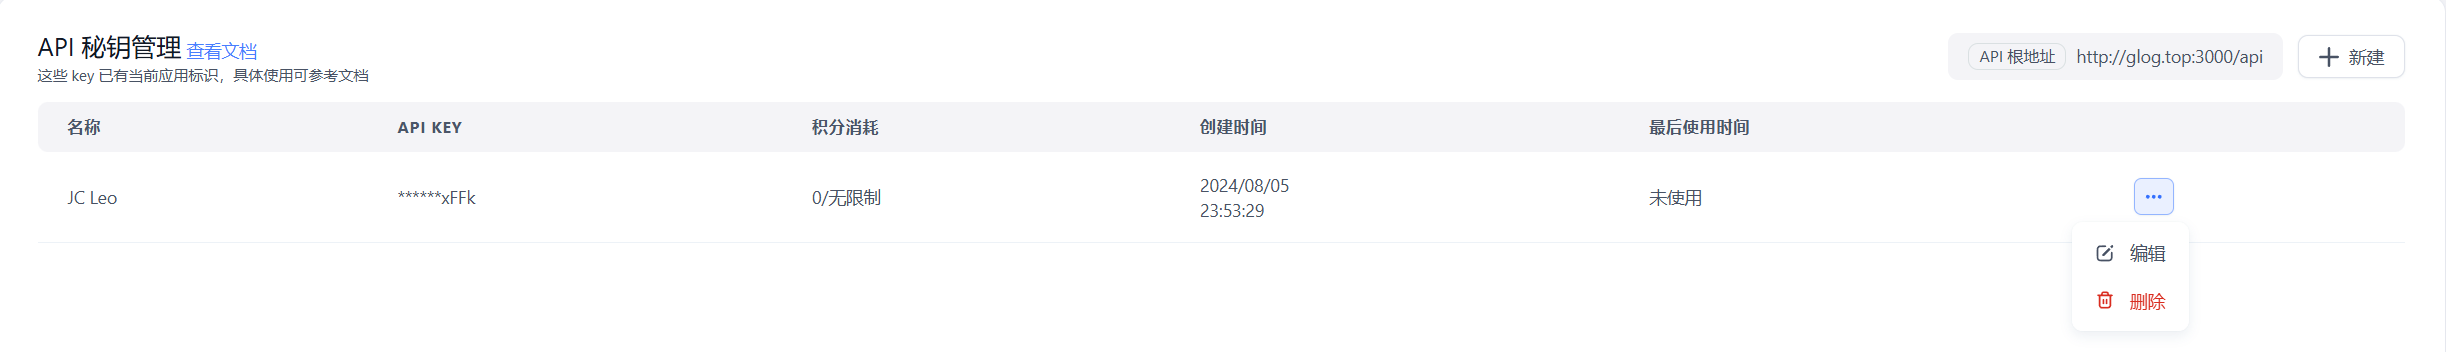 API 秘钥管理 查看文档
这些 key 已有当前应用标识，具体使用可参考文档
API 根地址 http://glog.top:3000/api
新建
名称 API KEY 积分消耗 创建时间 最后使用时间
JC Leo ******xFFk 0/无限制 2024/08/05
23:53:29 未使用
编辑
删除